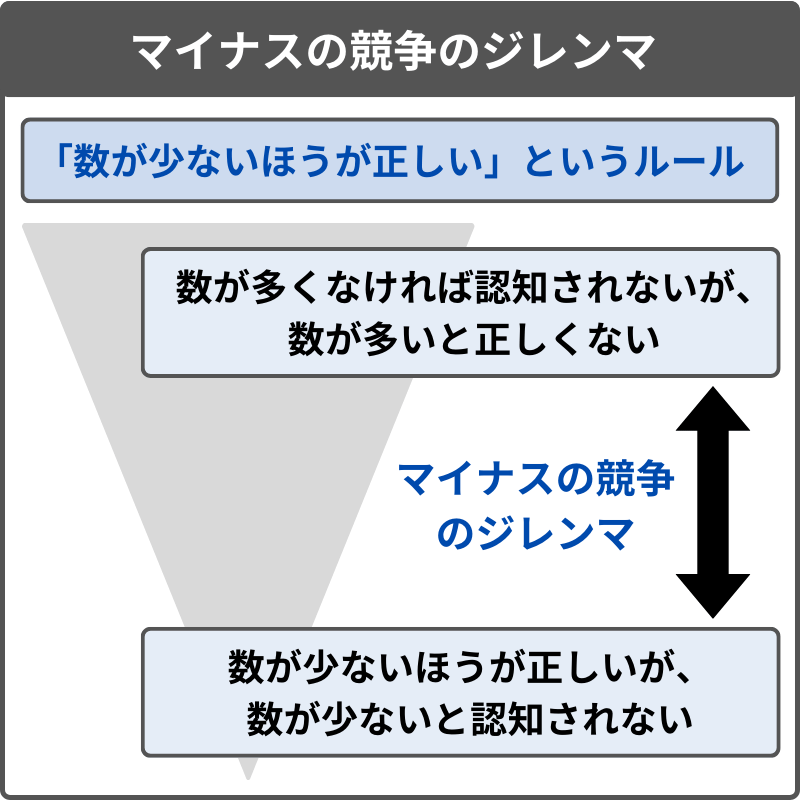 マイナスの競争のジレンマ
「数が少ないほうが正しい」というルール
数が多くなければ認知されないが、
数が多いと正しくない
マイナスの競争
のジレンマ
数が少ないほうが正しいが、
数が少ないと認知されない